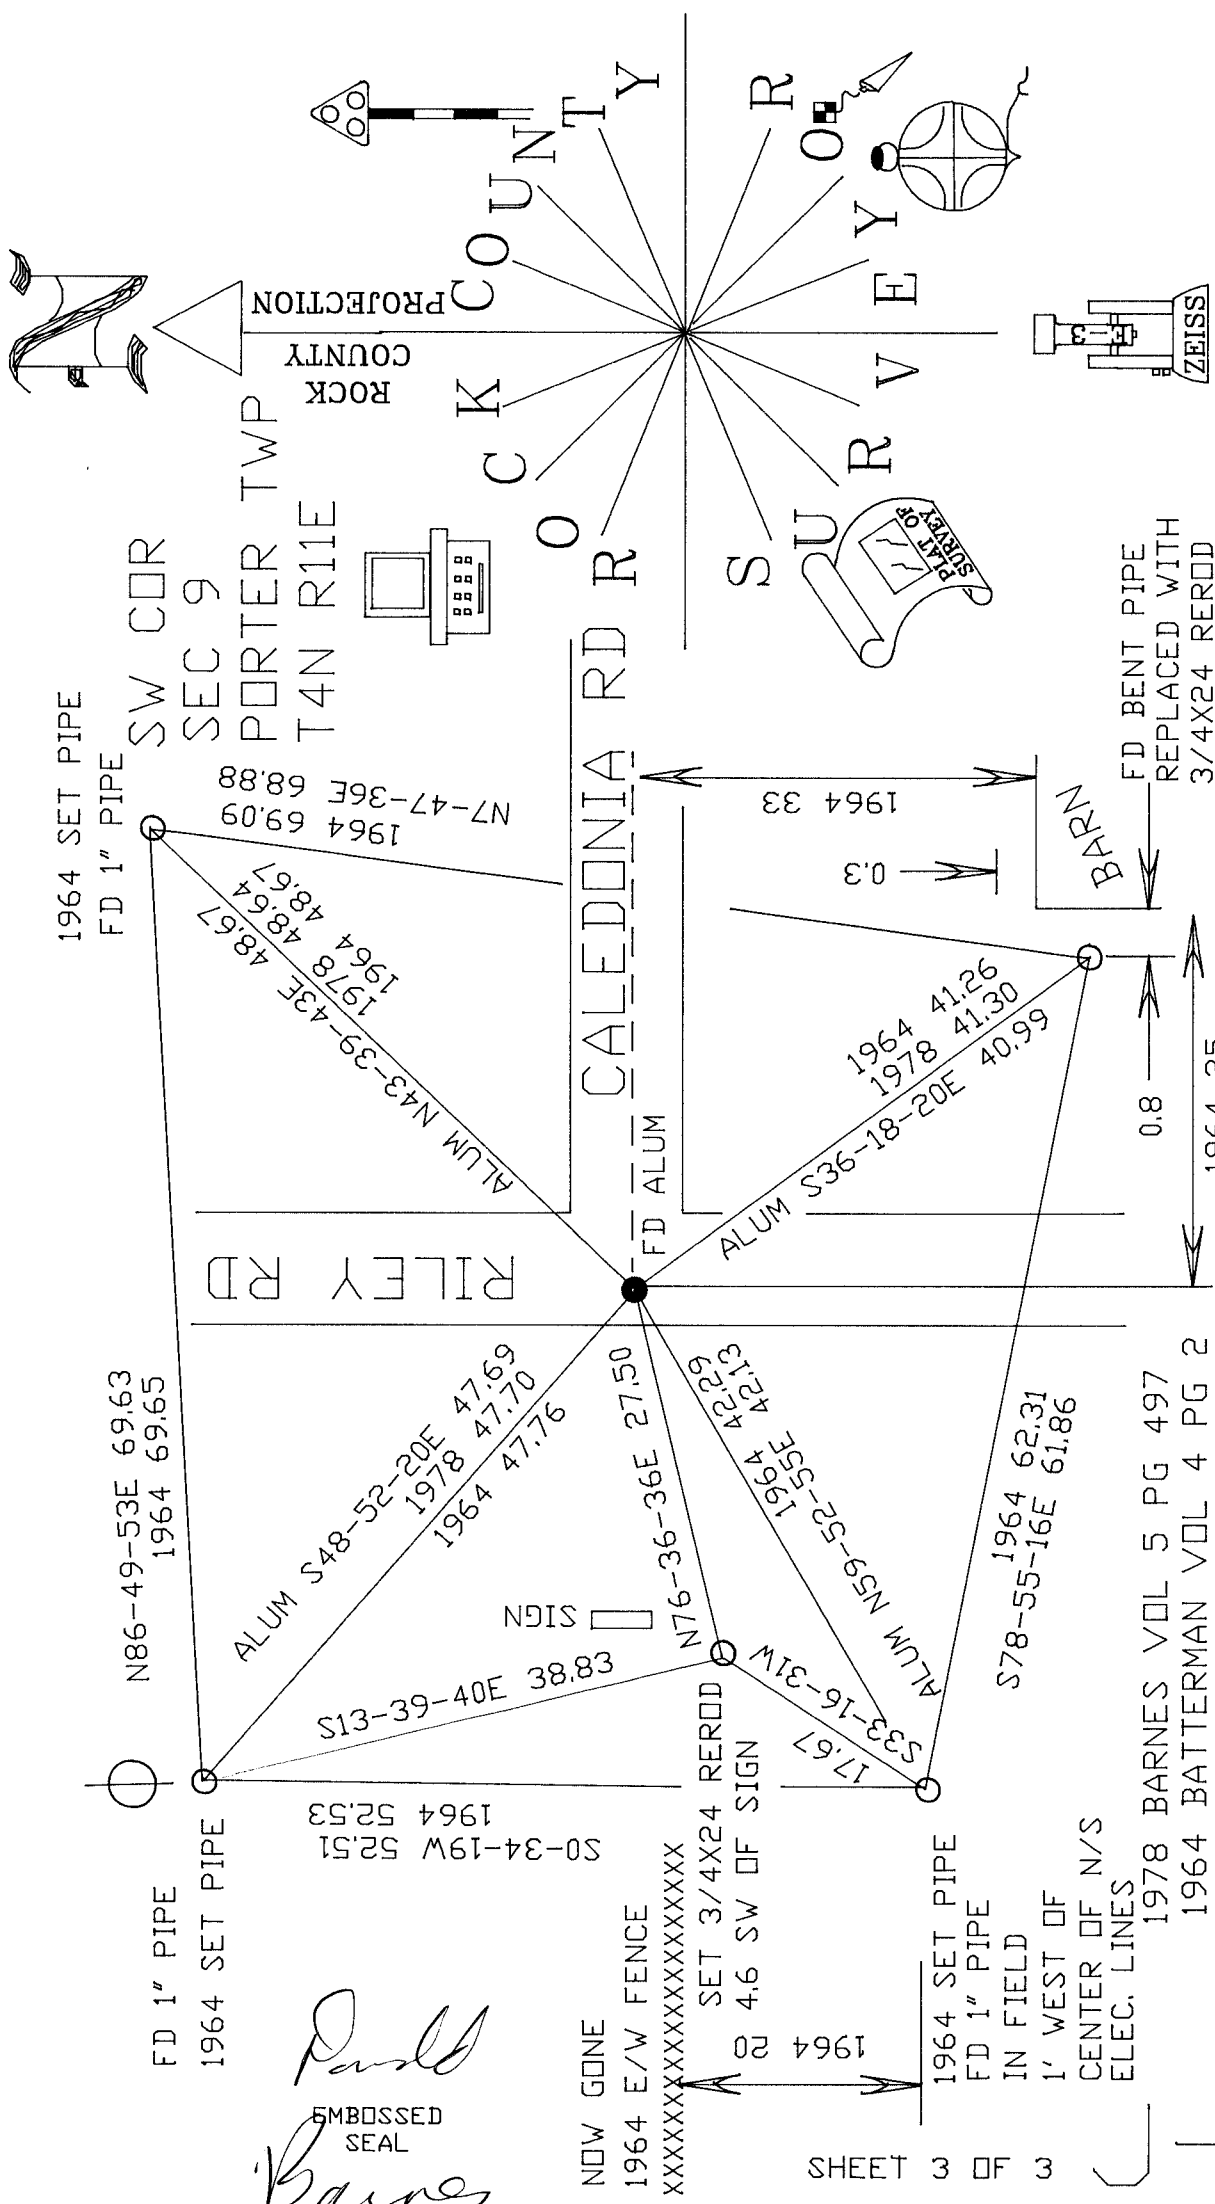 1964 SET PIPE
FD 1" PIPE
SW COR
SEC 9
PORTER TWP
T4N R11E
ROCK
COUNTY
PROJECTION
ROCK COUNTY
SURVEYOR
PLAT OF
SURVEY
E-3
ZEISS
N86-49-53E 69.63
1964 69.65
FD 1" PIPE
1964 SET PIPE
ALUM S48-52-20E 47.69
1978 47.70
1964 47.76
ALUM N43-39-43E 48.67
1978 48.64
1964 48.67
N7-47-36E 68.88
1964 69.09
RILEY RD
CALEDONIA RD
FD ALUM
S13-39-40E 38.83
SIGN
S0-34-19W 52.51
1964 52.53
N76-36-36E 27.50
1964 42.29
ALUM N59-52-55E 42.13
S33-16-31W
17.67
1964 41.26
1978 41.30
ALUM S36-18-20E 40.99
1964 33
0.3
BARN
FD BENT PIPE
REPLACED WITH
3/4X24 REROD
0.8
1964 62.31
S78-55-16E 61.86
SET 3/4X24 REROD
4.6 SW OF SIGN
NOW GONE
1964 E/W FENCE
XXXXXXXXXXXXXXXXXXXXXXXXXXXX
1964 20
1964 SET PIPE
FD 1" PIPE
IN FIELD
1' WEST OF
CENTER OF N/S
ELEC. LINES
1978 BARNES VOL 5 PG 497
1964 BATTERMAN VOL 4 PG 2
Donald
EMBOSSED
SEAL
Barnes
SHEET 3 OF 3